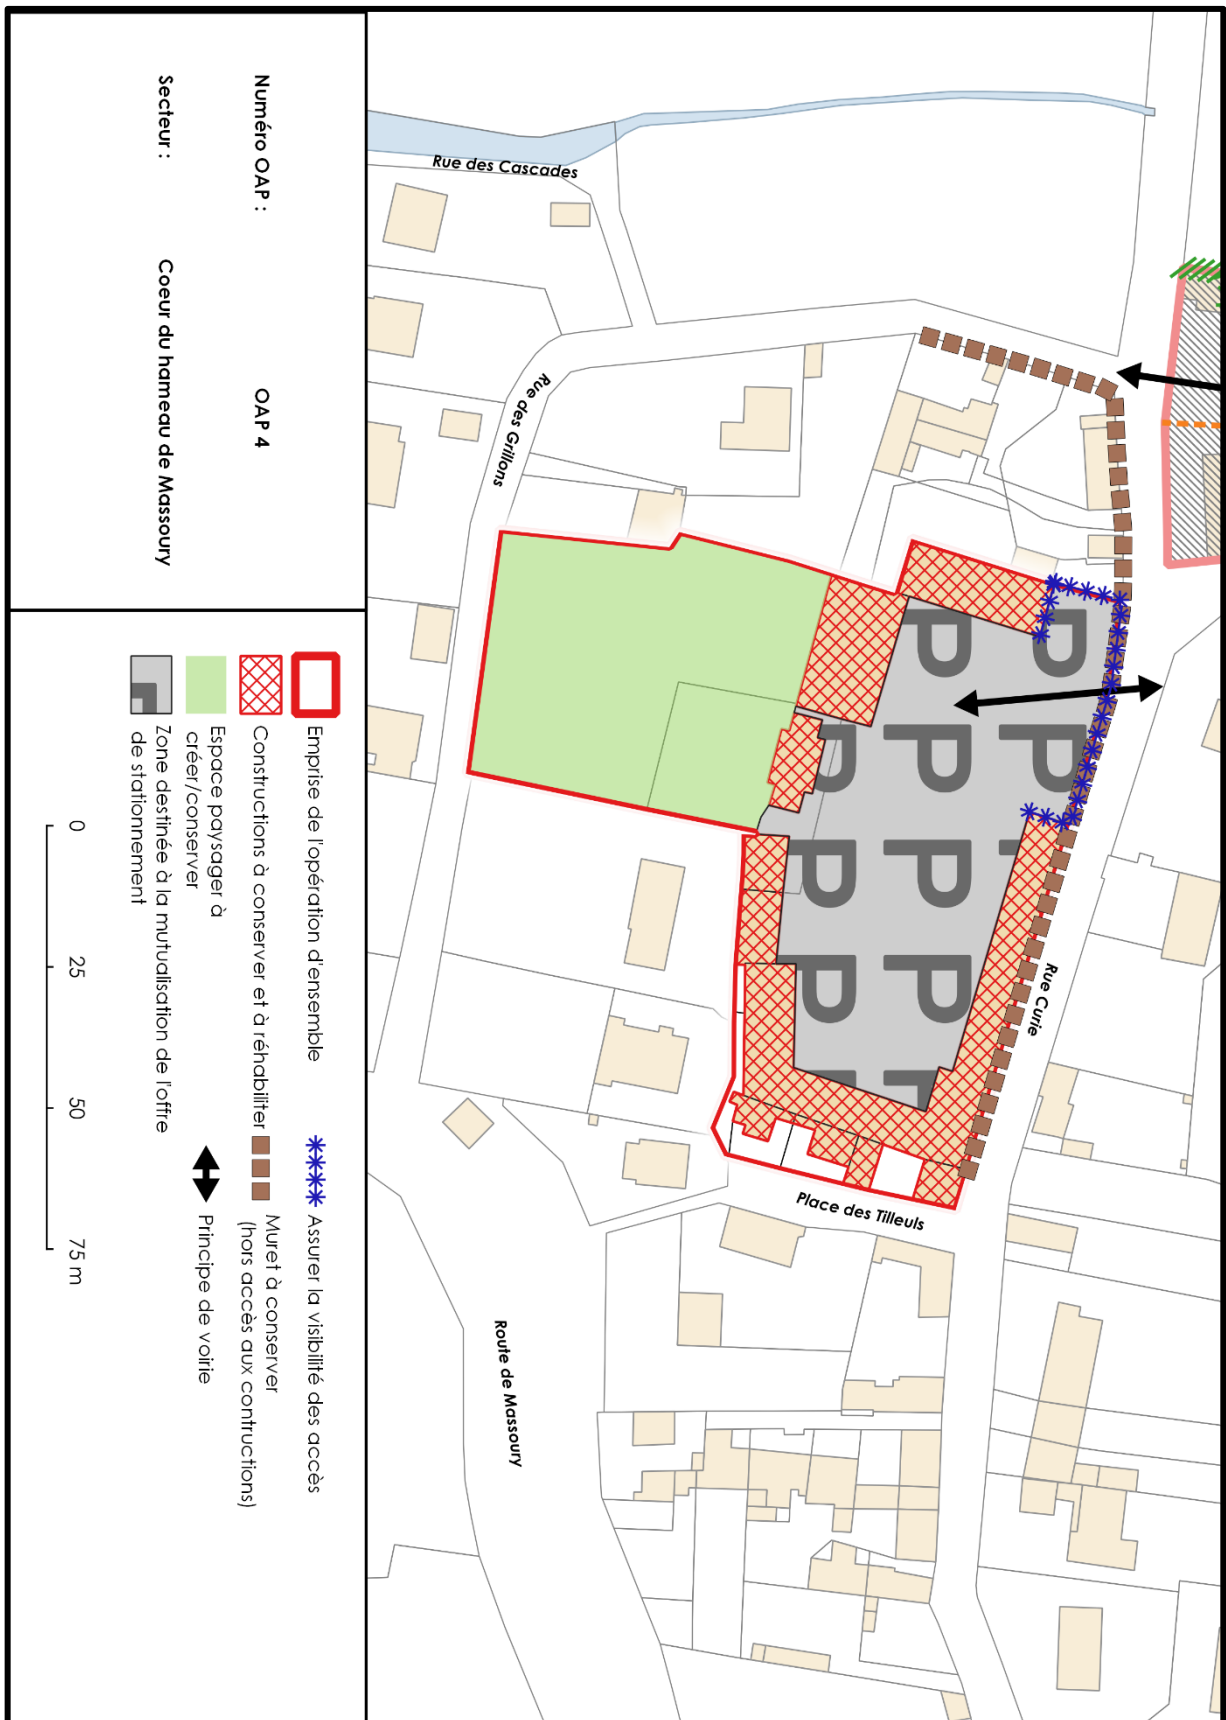 Rue des Cascades
Rue des Grillons
Rue Curie
Place des Tilleuls
Route de Massoury
P P
P P P
P P P
P P
Numéro OAP : OAP 4
Secteur : Coeur du hameau de Massoury
Emprise de l'opération d'ensemble
Constructions à conserver et à réhabiliter
Espace paysager à
créer/conserver
Zone destinée à la mutualisation de l'offre
de stationnement
Assurer la visibilité des accès
Muret à conserver
(hors accès aux contructions)
Principe de voirie
0 25 50 75 m